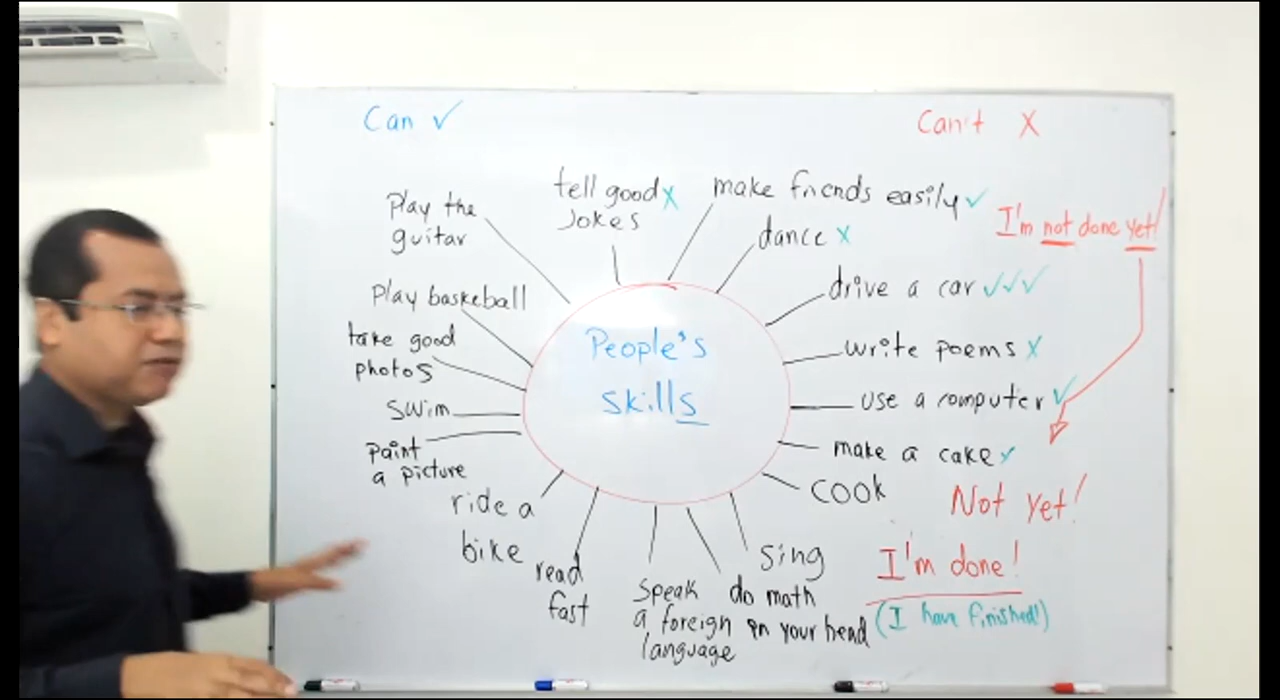 Can ✓
Can't X
tell good X
Jokes
make friends easily ✓
Play the
guitar
dance X
I'm not done yet!
drive a car ✓✓✓
Play baskeball
take good
photos
People's
Skills
write poems X
swim
use a computer ✓
paint
a picture
make a cake X
cook
Not yet!
ride a
bike
read
fast
Sing
I'm done!
(I have finished!)
Speak
a foreign
language
do math
in your head